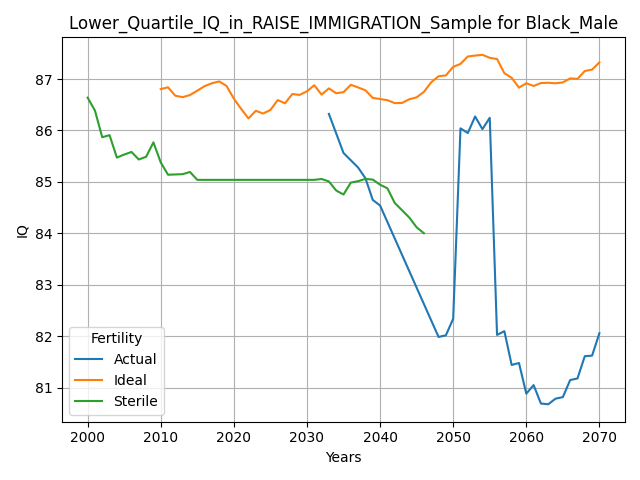 Lower_Quartile_IQ_in_RAISE_IMMIGRATION_Sample for Black_Male
87
86
85
84
83
82
81
IQ
Fertility
Actual
Ideal
Sterile
2000 2010 2020 2030 2040 2050 2060 2070
Years